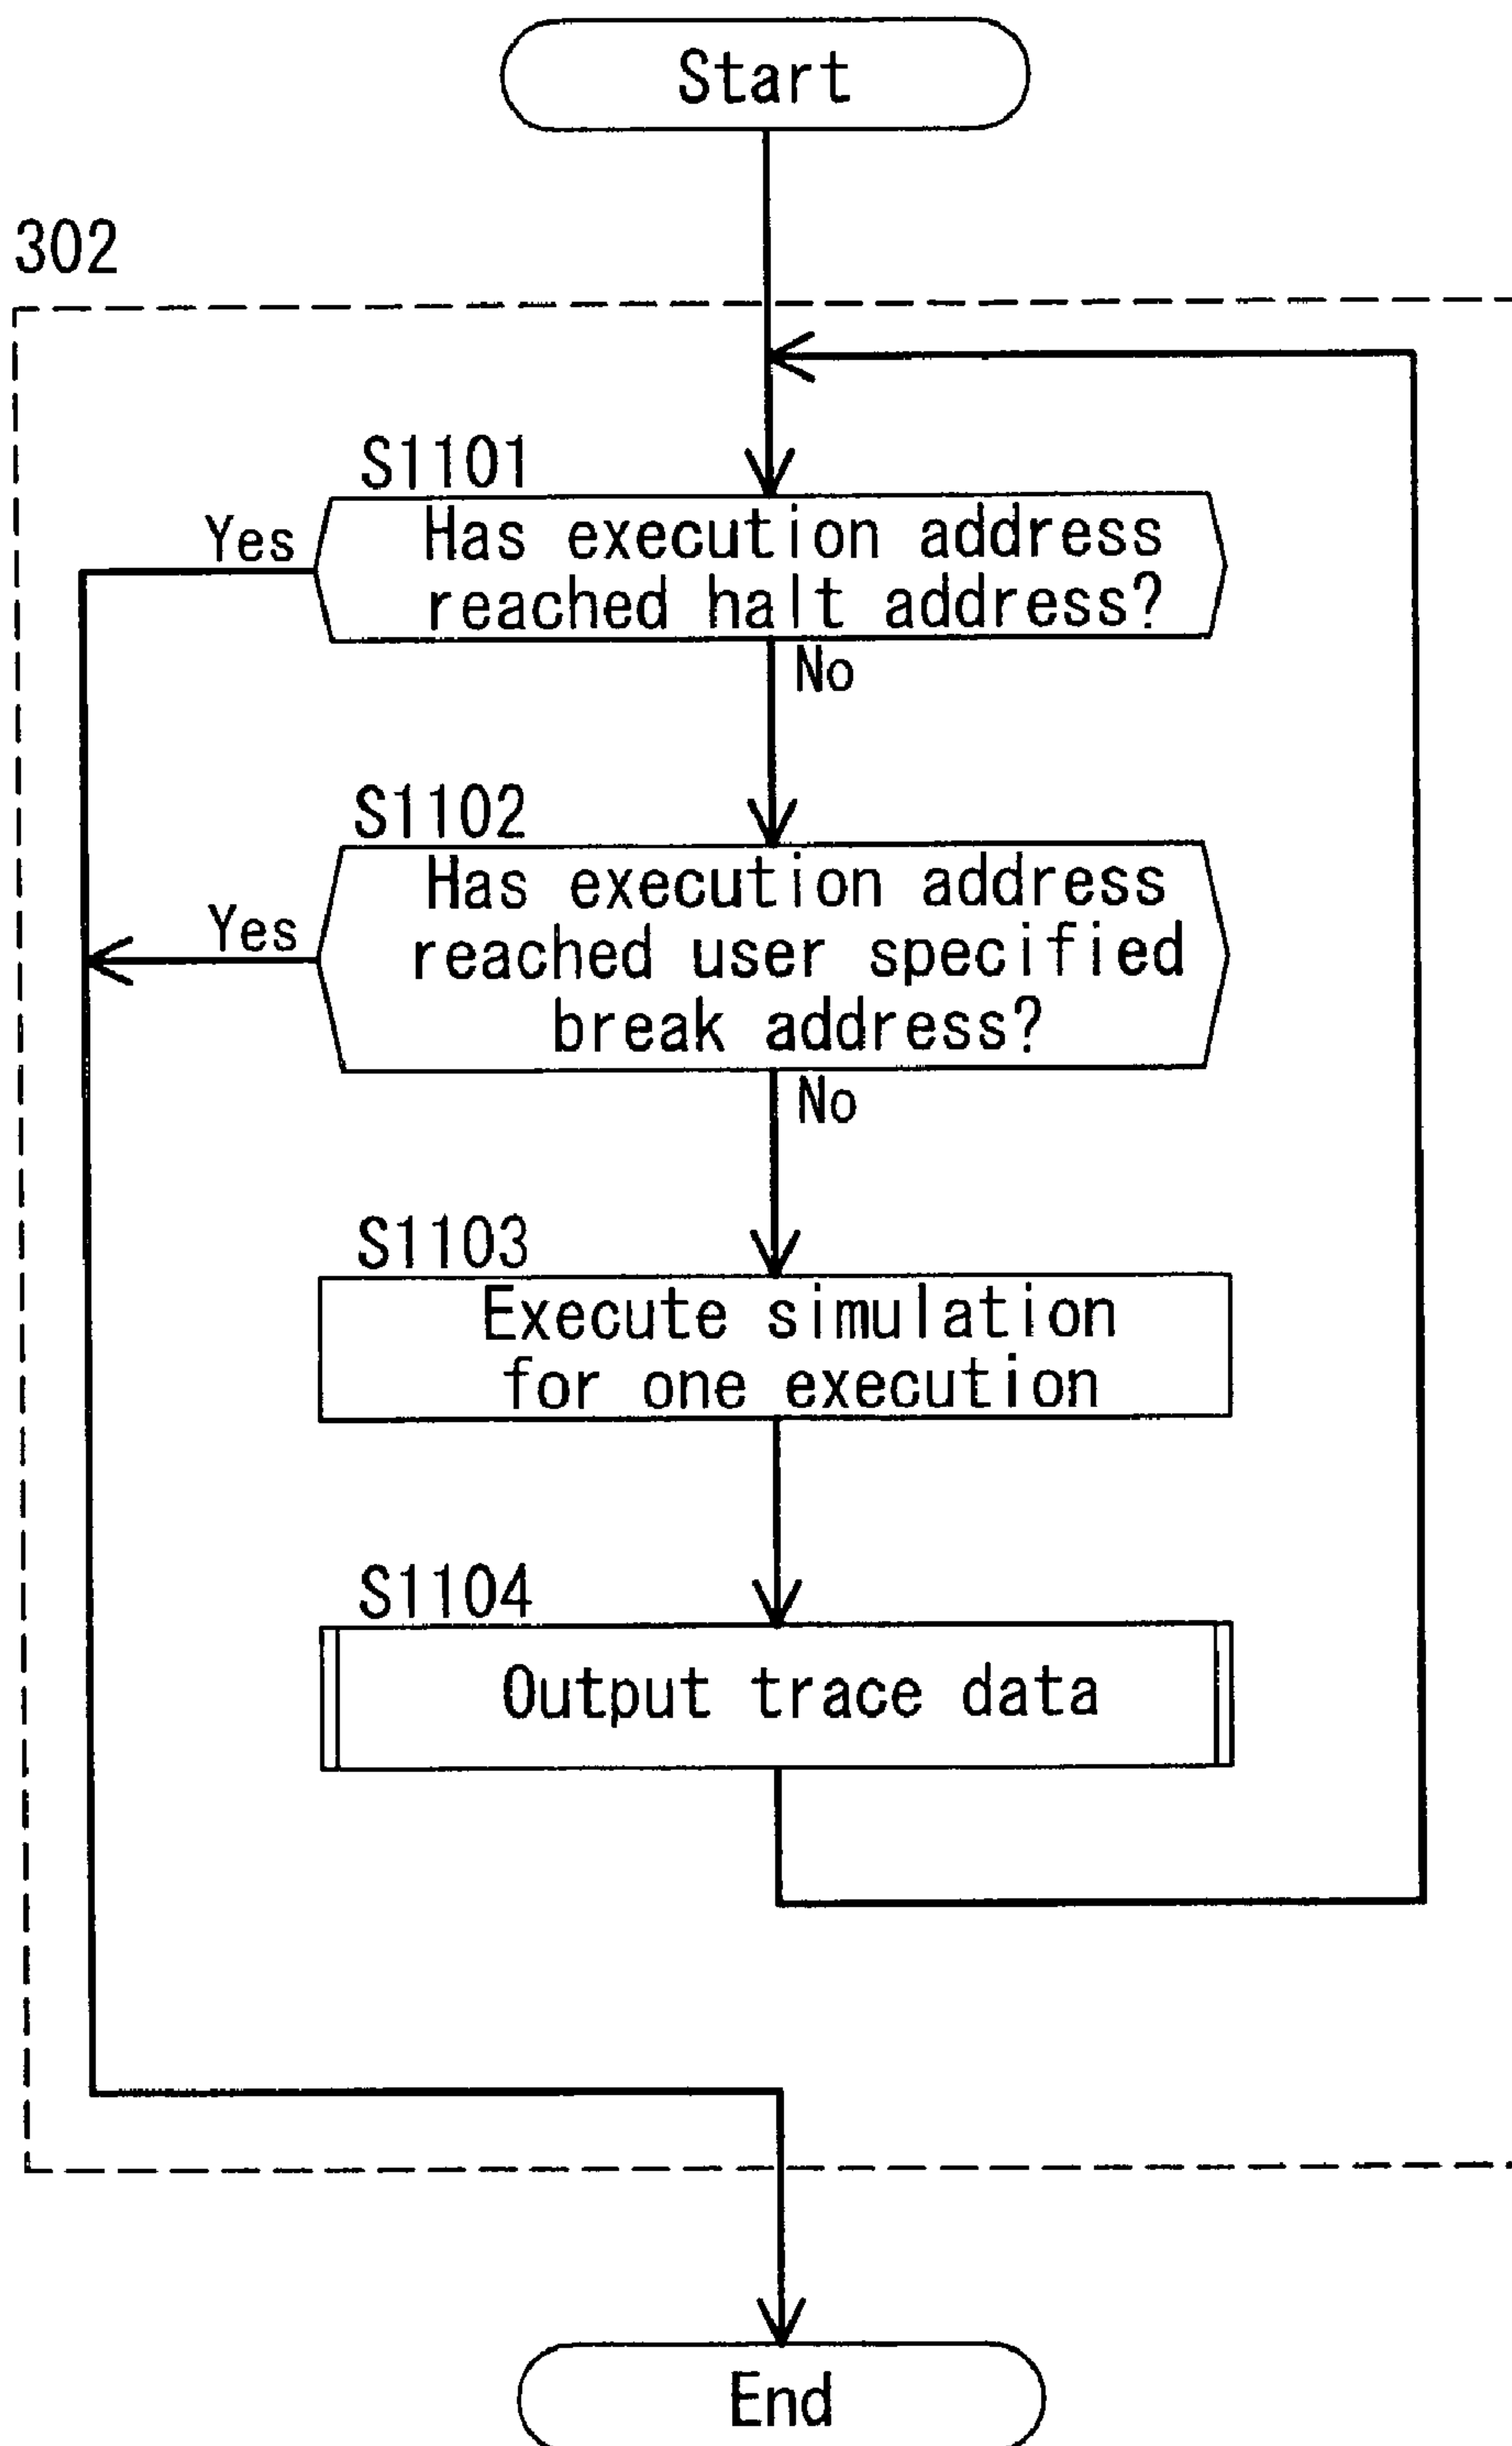 Start
302
S1101
Yes
Has execution address
reached halt address?
No
S1102
Yes
Has execution address
reached user specified
break address?
No
S1103
Execute simulation
for one execution
S1104
Output trace data
End